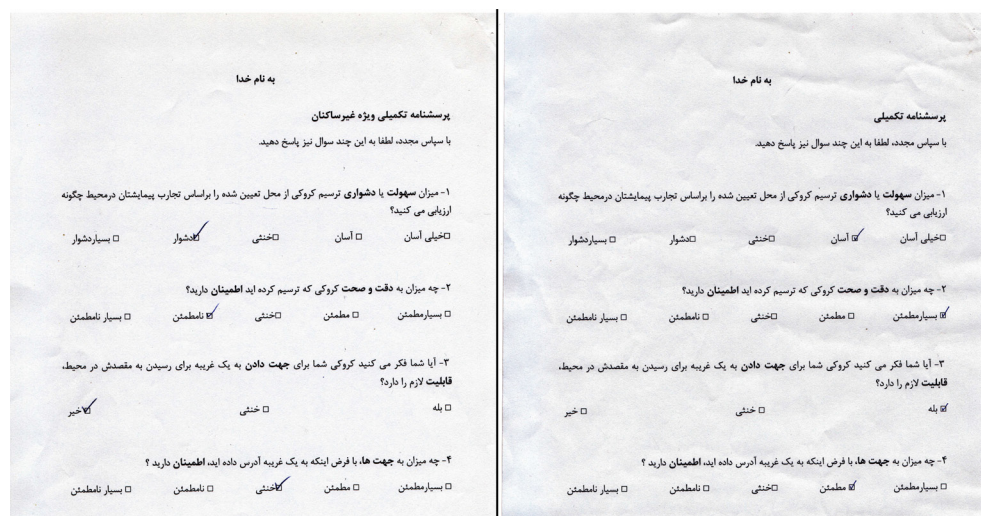 به نام خدا
پرسشنامه تکمیلی ویژه غیرساکنان
با سپاس مجدد، لطفا به این چند سوال نیز پاسخ دهید.
۱- میزان سهولت یا دشواری ترسیم کروکی از محل تعیین شده را براساس تجارب پیمایشتان درمحیط چگونه
ارزیابی می کنید؟
□خیلی آسان □ آسان □خنثی ☑دشوار □ بسیاردشوار
۲- چه میزان به دقت و صحت کروکی که ترسیم کرده اید اطمینان دارید؟
□ بسیارمطمئن □ مطمئن □خنثی ☑ نامطمئن □ بسیار نامطمئن
۳- آیا شما فکر می کنید کروکی شما برای جهت دادن به یک غریبه برای رسیدن به مقصدش در محیط،
قابلیت لازم را دارد؟
□ بله □ خنثی ☑ خیر
۴- چه میزان به جهت ها، با فرض اینکه به یک غریبه آدرس داده اید، اطمینان دارید ؟
□ بسیارمطمئن □ مطمئن ☑خنثی □ نامطمئن □ بسیار نامطمئن
به نام خدا
پرسشنامه تکمیلی
با سپاس مجدد، لطفا به این چند سوال نیز پاسخ دهید.
۱- میزان سهولت یا دشواری ترسیم کروکی از محل تعیین شده را براساس تجارب پیمایشتان درمحیط چگونه
ارزیابی می کنید؟
□خیلی آسان ☑ آسان □خنثی □دشوار □ بسیاردشوار
۲- چه میزان به دقت و صحت کروکی که ترسیم کرده اید اطمینان دارید؟
☑ بسیارمطمئن □ مطمئن □خنثی □ نامطمئن □ بسیار نامطمئن
۳- آیا شما فکر می کنید کروکی شما برای جهت دادن به یک غریبه برای رسیدن به مقصدش در محیط،
قابلیت لازم را دارد؟
☑ بله □ خنثی □ خیر
۴- چه میزان به جهت ها، با فرض اینکه به یک غریبه آدرس داده اید، اطمینان دارید ؟
□ بسیارمطمئن ☑ مطمئن □خنثی □ نامطمئن □ بسیار نامطمئن